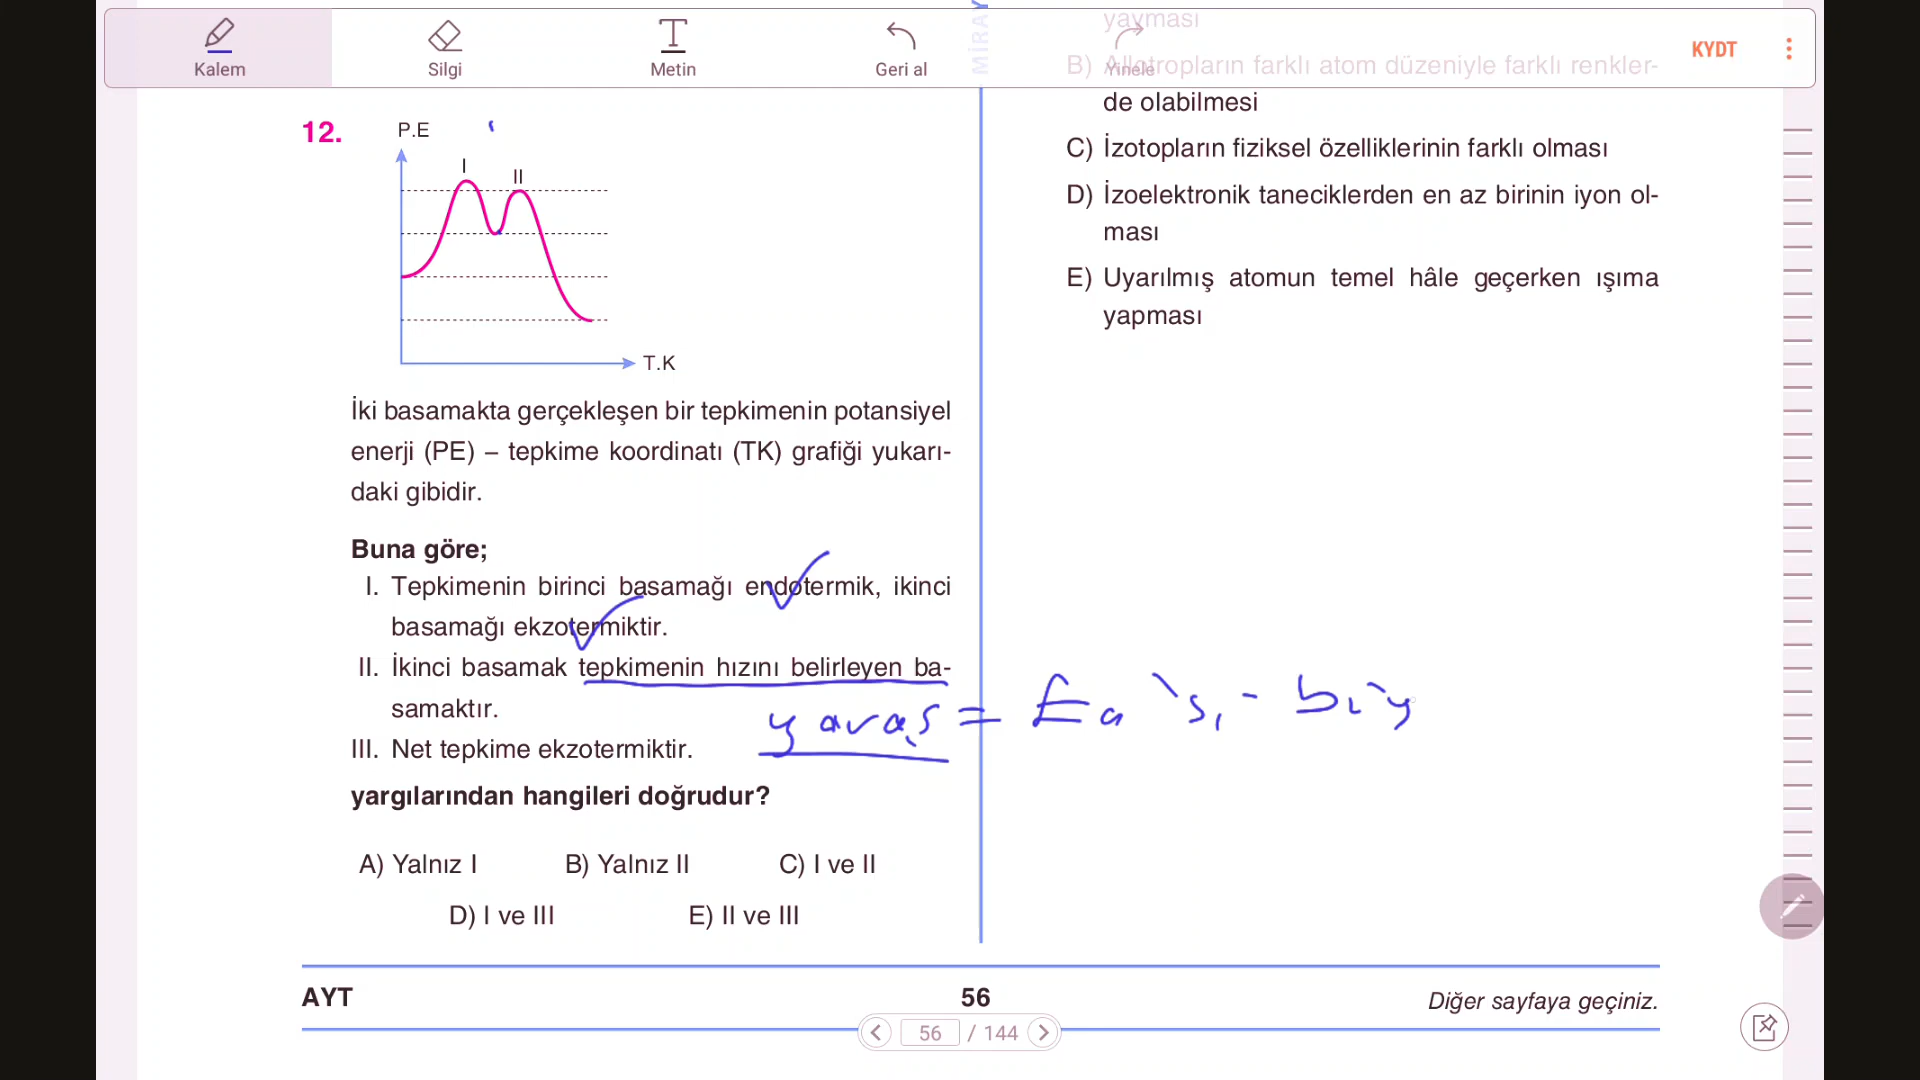 Kalem
Silgi
Metin
Geri al
Yinele
KYDT
12.
P.E
I
II
T.K
İki basamakta gerçekleşen bir tepkimenin potansiyel
enerji (PE) – tepkime koordinatı (TK) grafiği yukarı-
daki gibidir.
Buna göre;
I. Tepkimenin birinci basamağı endotermik, ikinci
basamağı ekzotermiktir.
II. İkinci basamak tepkimenin hızını belirleyen ba-
samaktır.
yavaş = Ea 'sı büy
III. Net tepkime ekzotermiktir.
yargılarından hangileri doğrudur?
A) Yalnız I B) Yalnız II C) I ve II
D) I ve III E) II ve III
MİRAY
yayması
B) Allotropların farklı atom düzeniyle farklı renkler-
de olabilmesi
C) İzotopların fiziksel özelliklerinin farklı olması
D) İzoelektronik taneciklerden en az birinin iyon ol-
ması
E) Uyarılmış atomun temel hâle geçerken ışıma
yapması
AYT
56
Diğer sayfaya geçiniz.
56 / 144